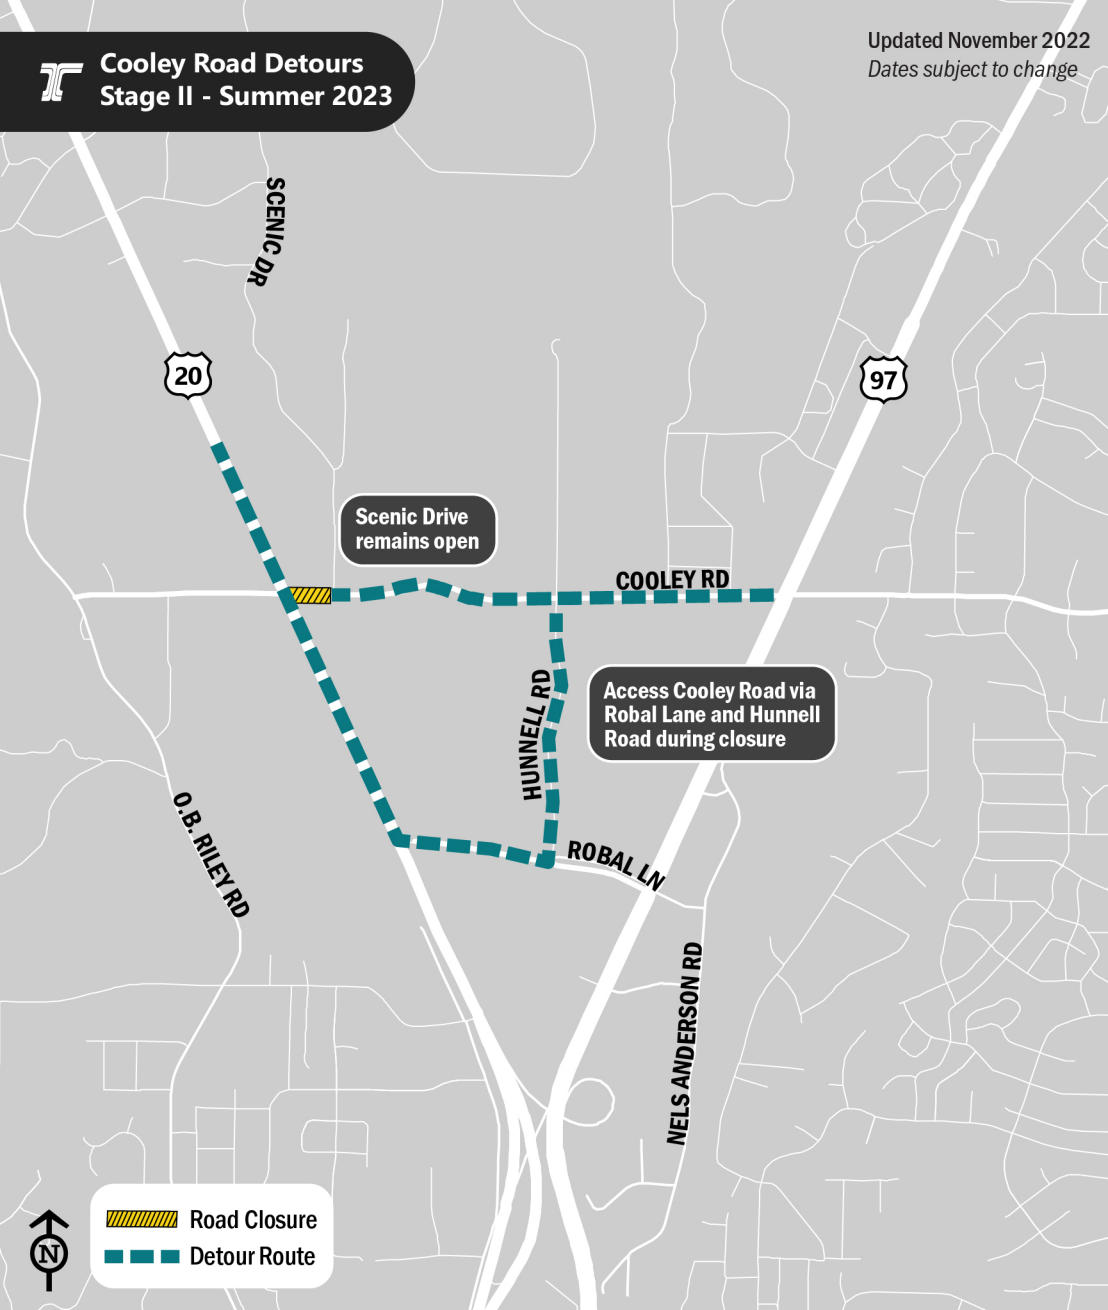 Cooley Road Detours
Stage II - Summer 2023
Updated November 2022
Dates subject to change
SCENIC DR
20
97
Scenic Drive
remains open
COOLEY RD
HUNNELL RD
Access Cooley Road via
Robal Lane and Hunnell
Road during closure
O.B. RILEY RD
ROBAL LN
NELS ANDERSON RD
Road Closure
Detour Route
N